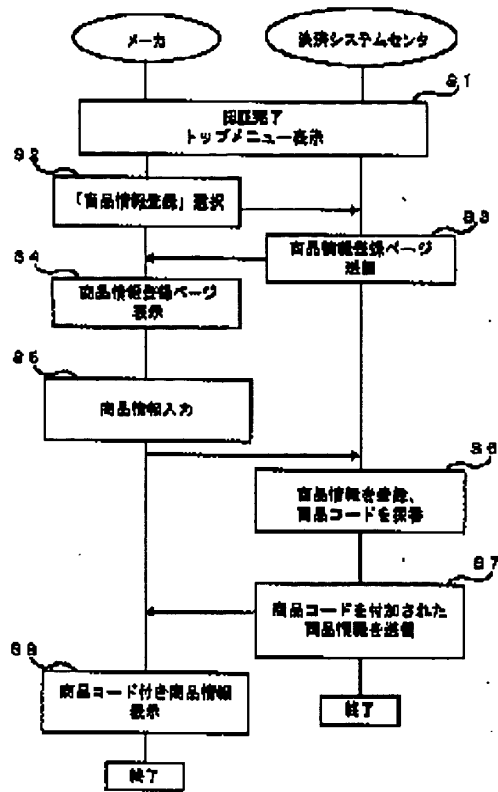 メーカ
決済システムセンタ
S1
認証完了
トップメニュー表示
S2
「商品情報登録」選択
S3
商品情報登録ページ
送信
S4
商品情報登録ページ
表示
S5
商品情報入力
S6
商品情報を登録、
商品コードを採番
S7
商品コードを付加された
商品情報を送信
S8
商品コード付き商品情報
表示
終了
終了